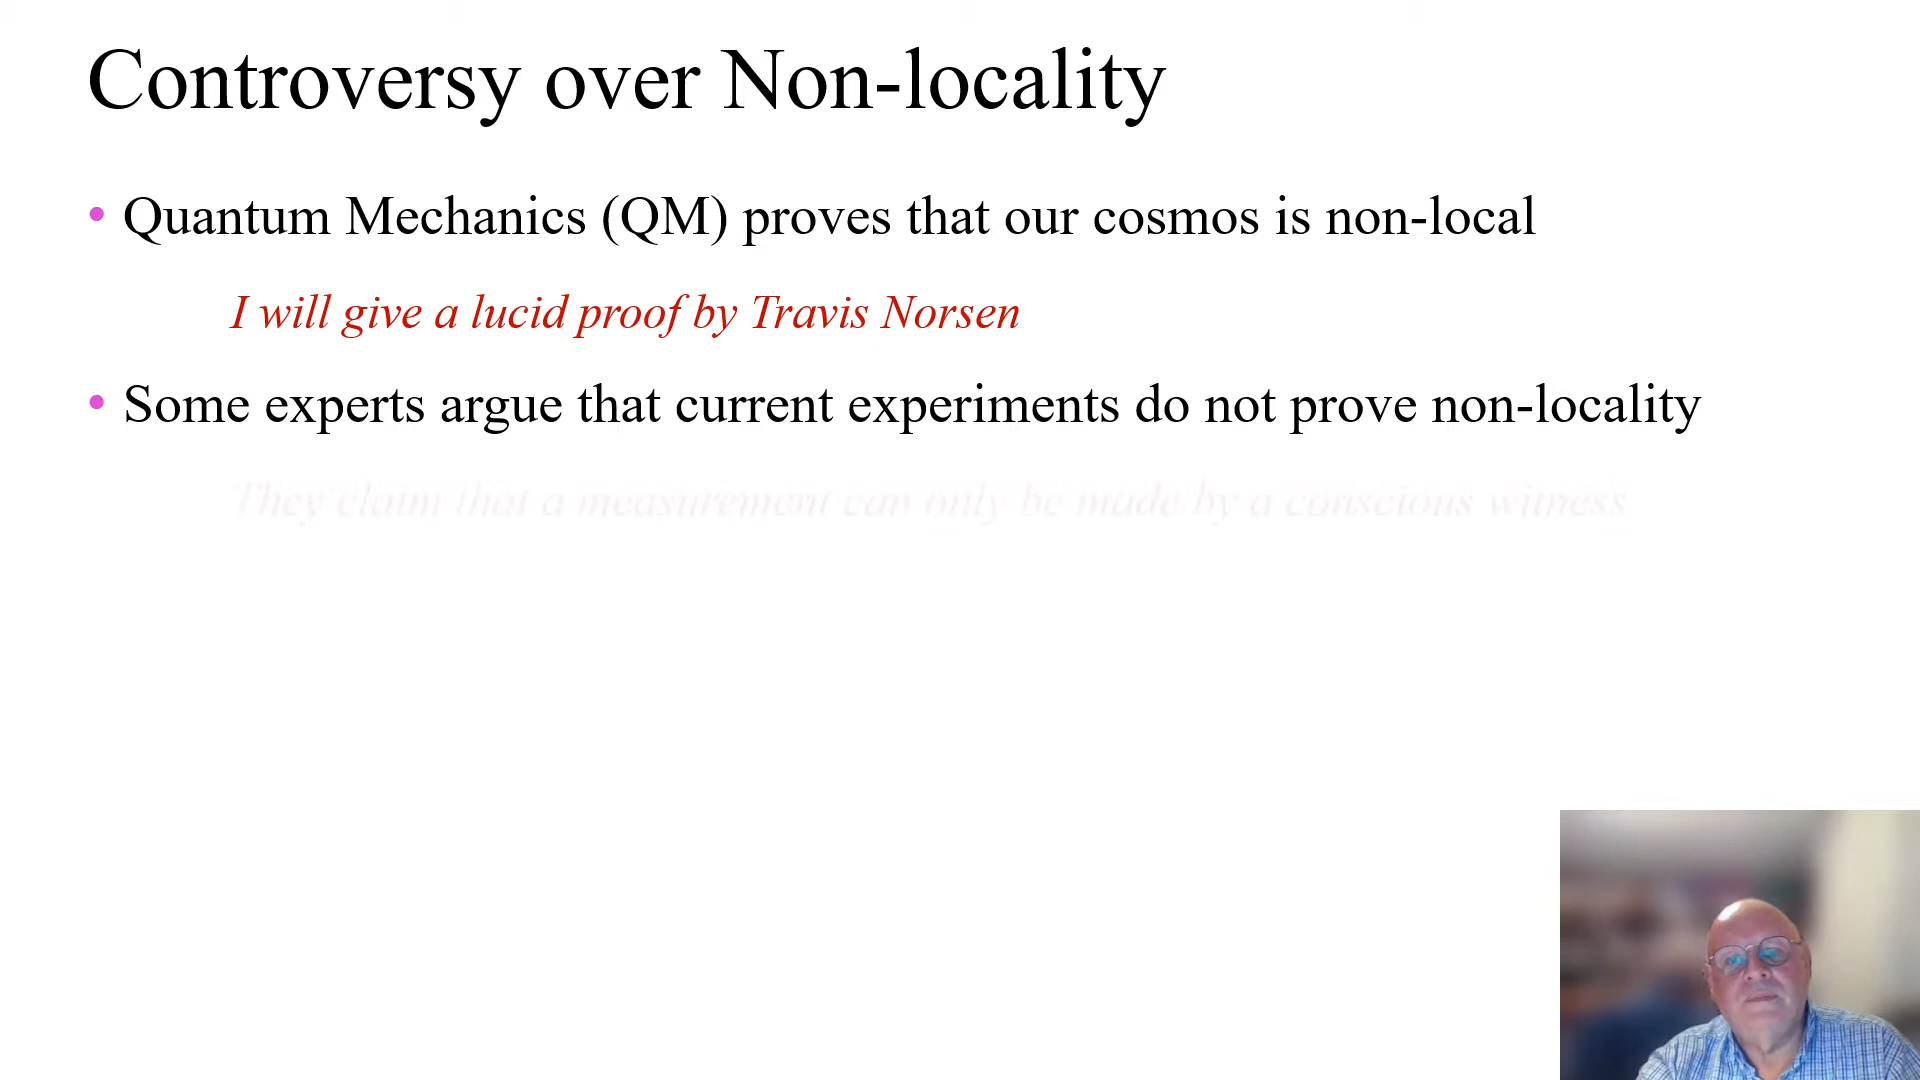 Controversy over Non-locality
• Quantum Mechanics (QM) proves that our cosmos is non-local
I will give a lucid proof by Travis Norsen
• Some experts argue that current experiments do not prove non-locality
They claim that a measurement can only be made by a conscious witness